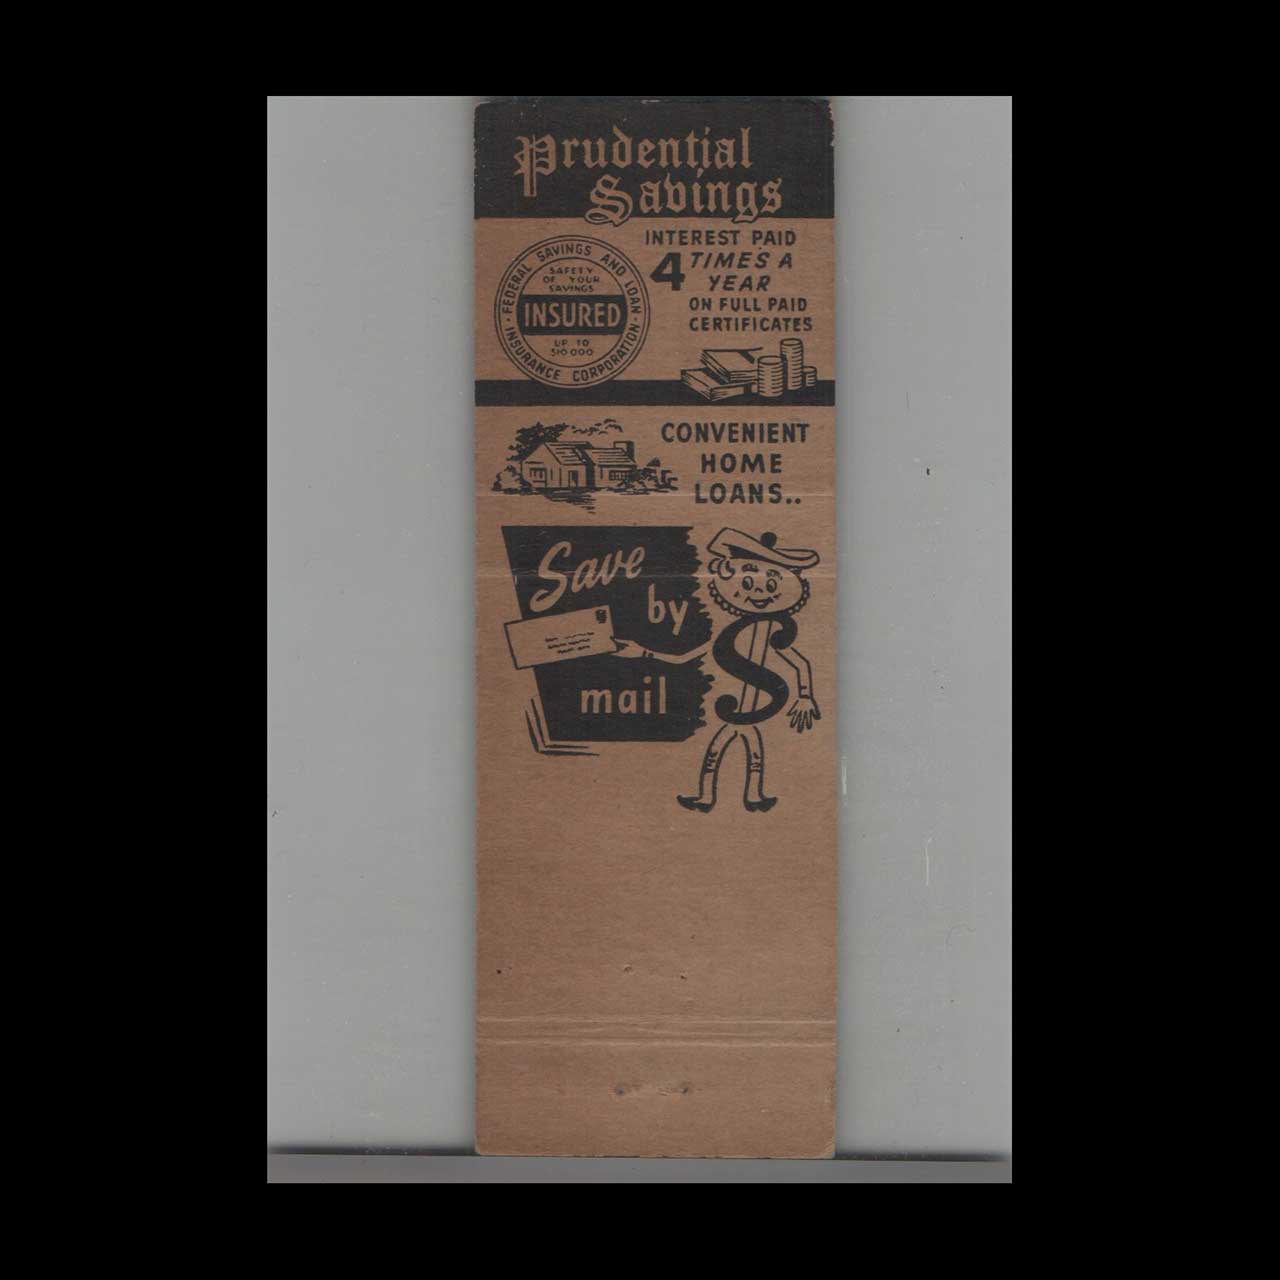 Prudential
Savings
INTEREST PAID
4 TIMES A
YEAR
ON FULL PAID
CERTIFICATES
FEDERAL SAVINGS AND LOAN
INSURANCE CORPORATION
SAFETY
OF YOUR
SAVINGS
INSURED
UP TO
$10 000
CONVENIENT
HOME
LOANS..
Save
by
mail
S